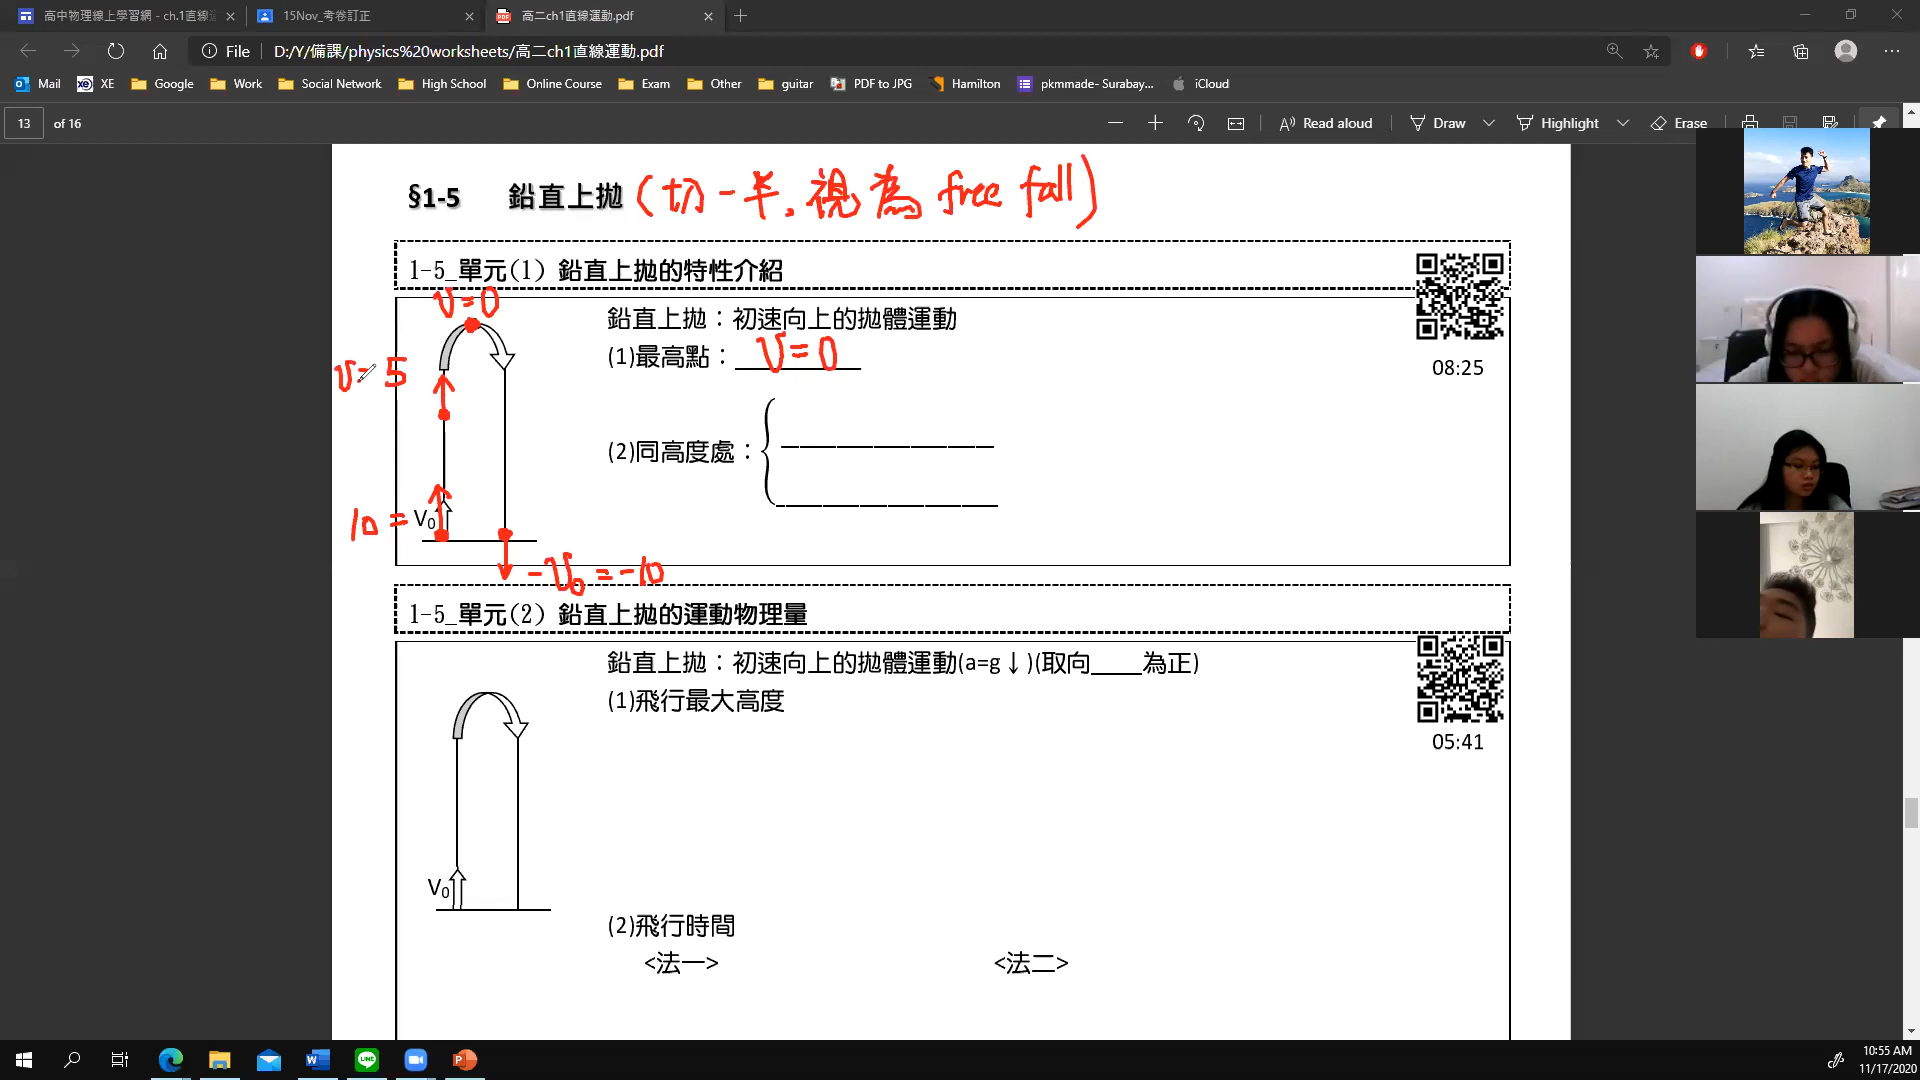 高中物理線上學習網 - ch.1直線
15Nov_考卷訂正
高二ch1直線運動.pdf
File D:/Y/備課/physics%20worksheets/高二ch1直線運動.pdf
Mail XE Google Work Social Network High School Online Course Exam Other guitar PDF to JPG Hamilton pkmmade- Surabay... iCloud
13 of 16 Read aloud Draw Highlight Erase
§1-5 鉛直上拋 (切一半,視為 free fall)
1-5_單元(1) 鉛直上拋的特性介紹
V=0
鉛直上拋：初速向上的拋體運動
(1)最高點：V=0
08:25
V=5
(2)同高度處：
10 = V0
-V0 = -10
1-5_單元(2) 鉛直上拋的運動物理量
鉛直上拋：初速向上的拋體運動(a=g↓)(取向____為正)
(1)飛行最大高度
05:41
V0
(2)飛行時間
<法一> <法二>
10:55 AM
11/17/2020